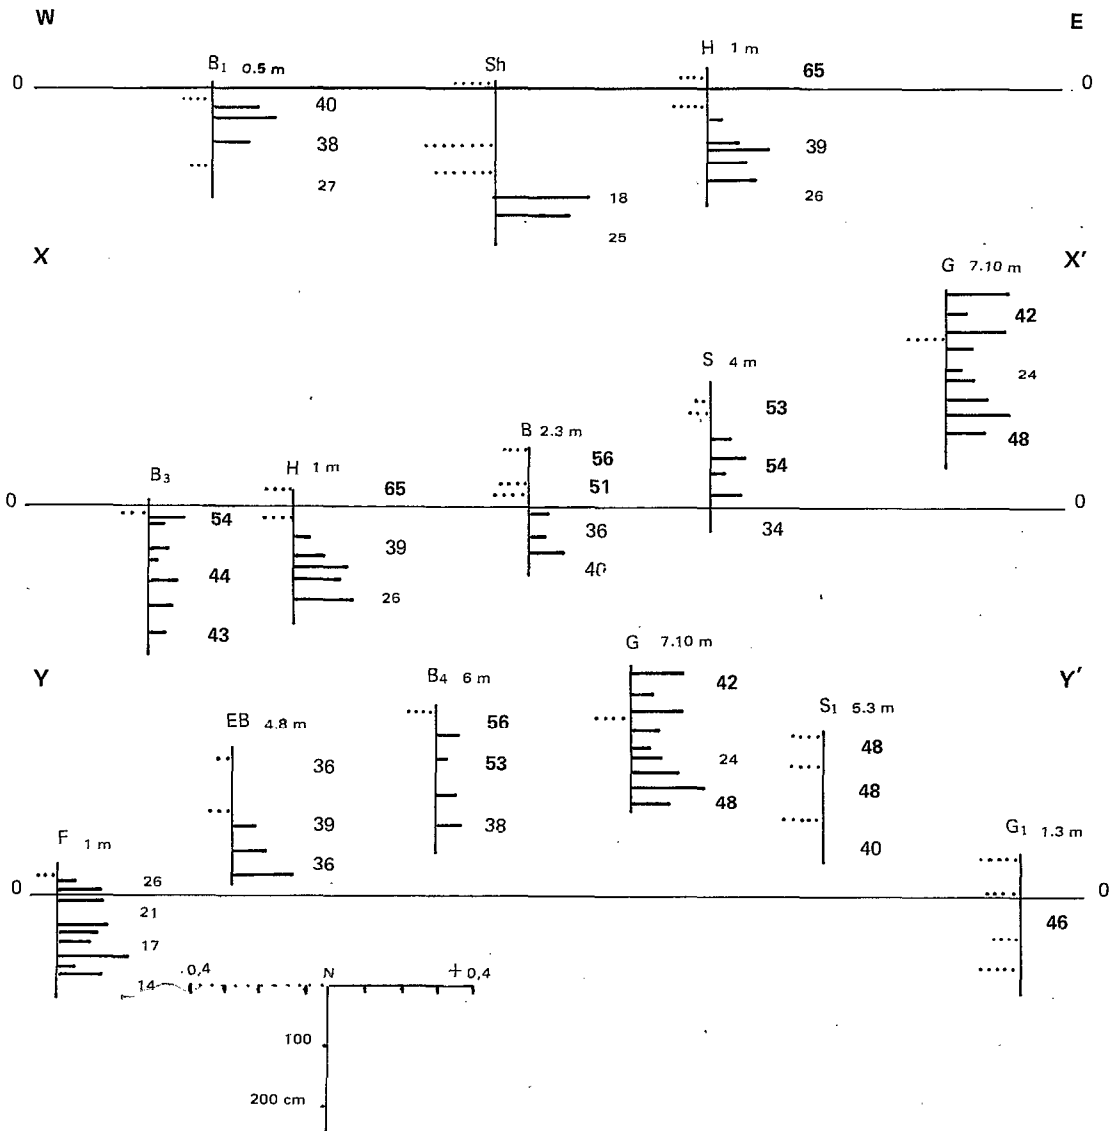 W E
B1 0.5 m Sh H 1 m 65
0 0
40
38 39
27 18 26
25
X X'
G 7.10 m
42
S 4 m 24
53
B 2.3 m 48
56 54
B3 H 1 m 65 51
0 0
54 39 36 34
44 26 40
43
Y Y'
G 7.10 m
B4 6 m 42
EB 4.8 m 56 S1 5.3 m
36 53 24 48
39 38 48 48
F 1 m 36 40 G1 1.3 m
26
0 0
21 46
17
14 0,4 N + 0,4
100
200 cm